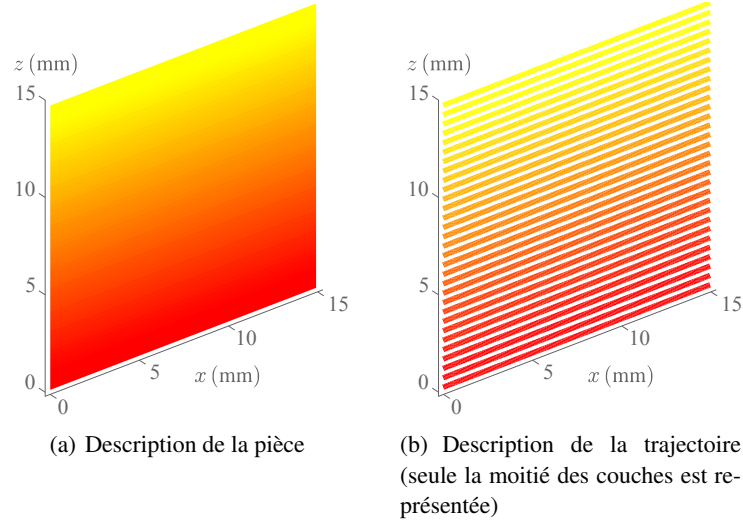 z (mm)
15
10
5
0
0
5
10
15
x (mm)
(a) Description de la pièce
z (mm)
15
10
5
0
0
5
10
15
x (mm)
(b) Description de la trajectoire
(seule la moitié des couches est re-
présentée)